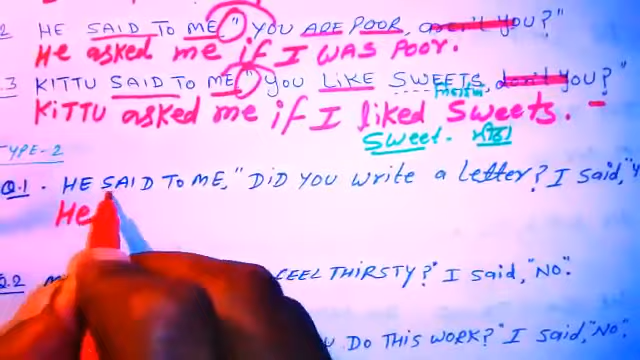 2 HE SAID TO ME, "YOU ARE POOR, aren't you?"
He asked me if I WAS POOR.
.3 KITTU SAID TO ME "YOU LIKE SWEETS, don't you?"
KiTTU asked me if I liked Sweets.
Sweet. मीठा
TYPE-2
Q.1. HE SAID TO ME, "DiD YOU write a letter? I said,
He
Q.2 FEEL THIRSTY?" I said, "NO".
DO THIS WORK?" I said, "NO".